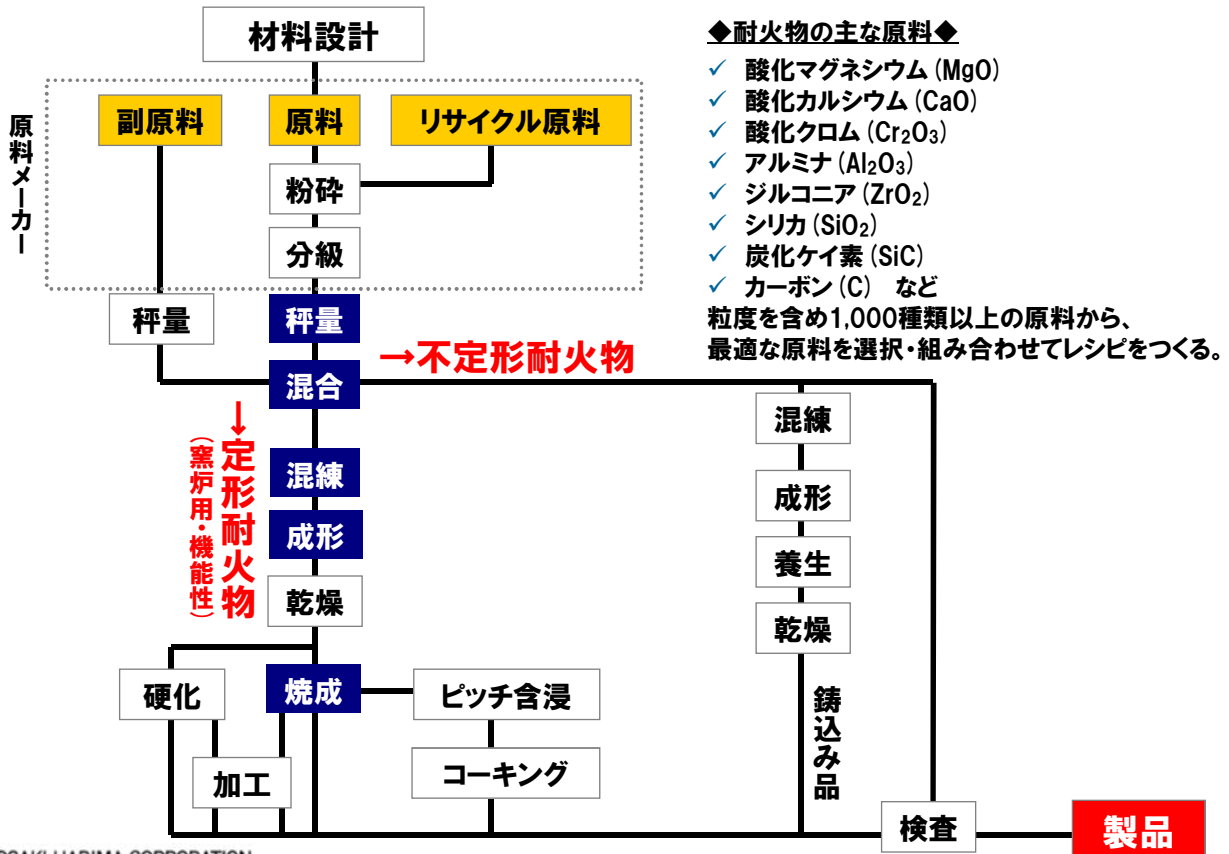 材料設計
原料メーカー
副原料
原料
リサイクル原料
粉砕
分級
秤量
秤量
混合
→不定形耐火物
→定形耐火物
(窯炉用・機能性)
混練
成形
乾燥
硬化
焼成
ピッチ含浸
加工
コーキング
混練
成形
養生
乾燥
鋳込み品
検査
製品
◆耐火物の主な原料◆
✓ 酸化マグネシウム(MgO)
✓ 酸化カルシウム(CaO)
✓ 酸化クロム(Cr₂O₃)
✓ アルミナ(Al₂O₃)
✓ ジルコニア(ZrO₂)
✓ シリカ(SiO₂)
✓ 炭化ケイ素(SiC)
✓ カーボン(C) など
粒度を含め1,000種類以上の原料から、
最適な原料を選択・組み合わせてレシピをつくる。